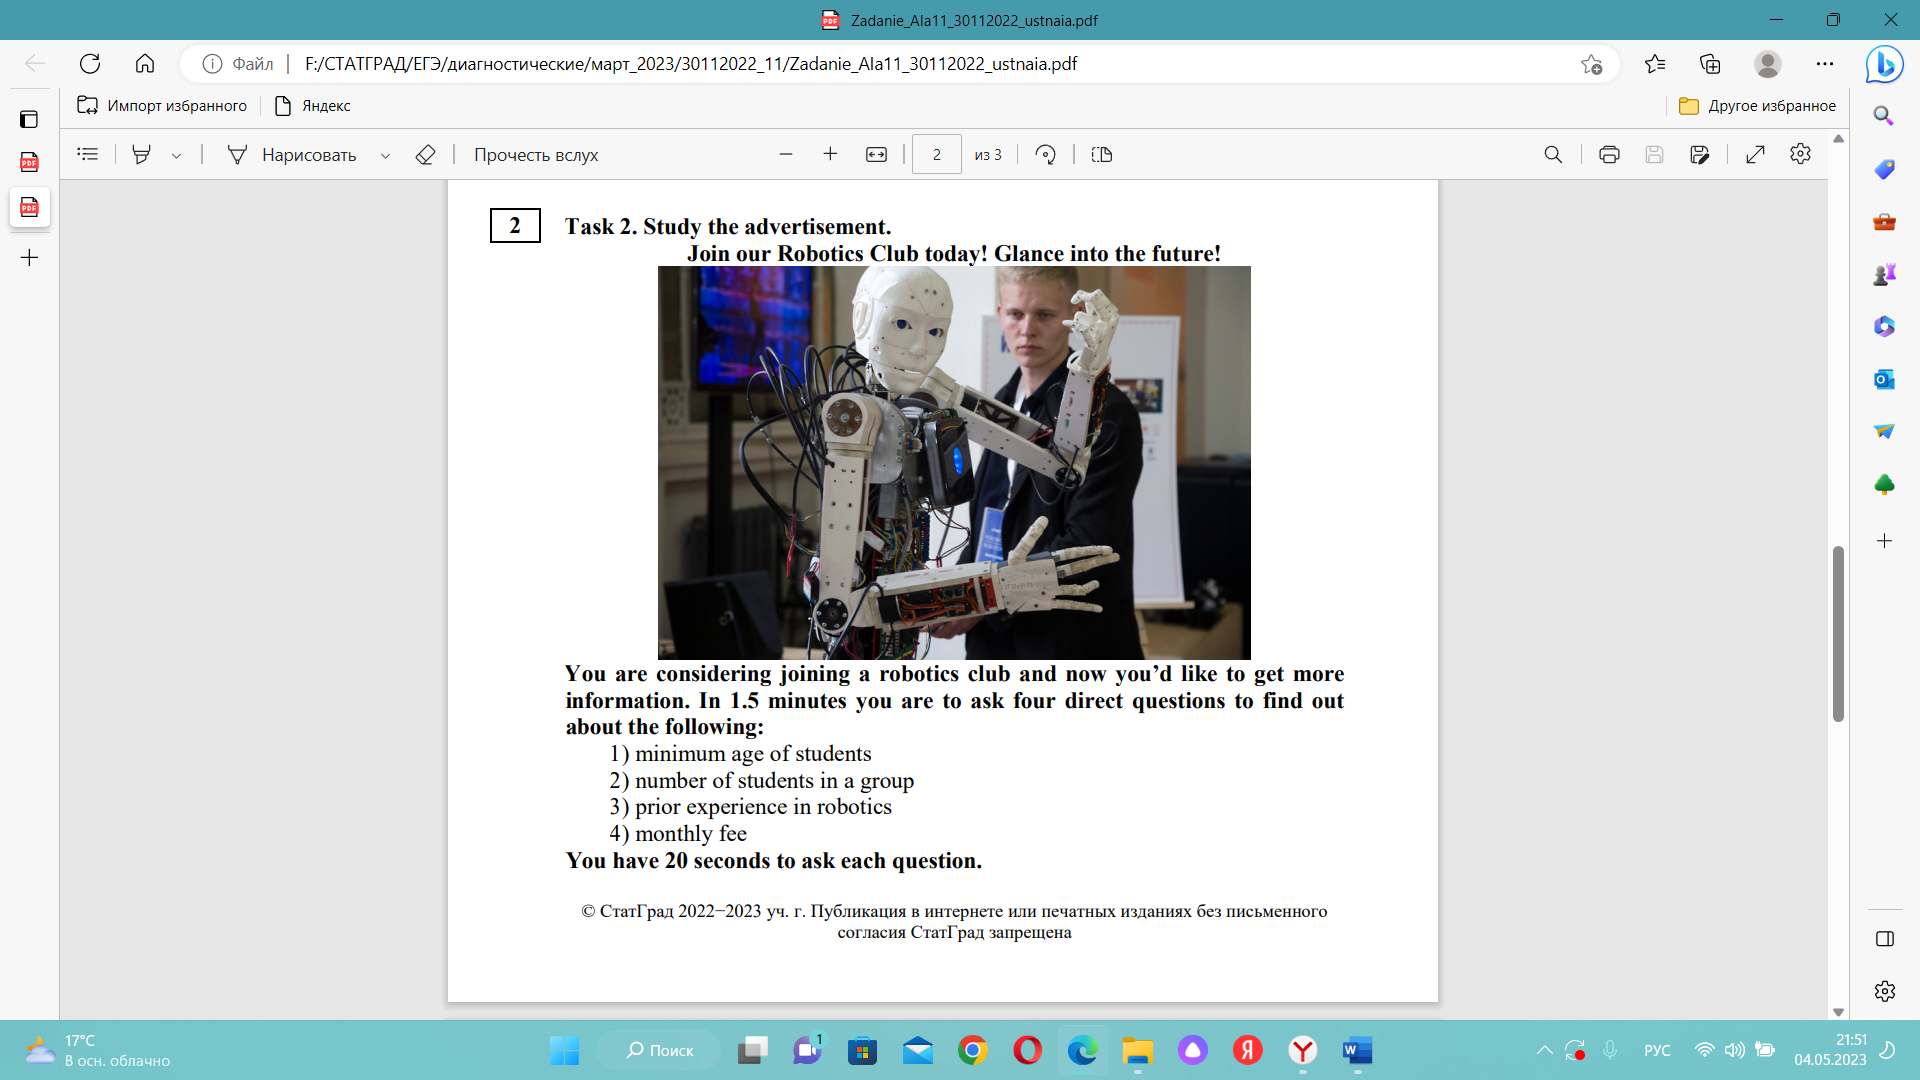 Zadanie_Ala11_30112022_ustnaia.pdf
Файл
F:/СТАТГРАД/ЕГЭ/диагностические/март_2023/30112022_11/Zadanie_Ala11_30112022_ustnaia.pdf
Импорт избранного
Яндекс
Другое избранное
Нарисовать
Прочесть вслух
2
из 3
2
Task 2. Study the advertisement.
Join our Robotics Club today! Glance into the future!
You are considering joining a robotics club and now you’d like to get more
information. In 1.5 minutes you are to ask four direct questions to find out
about the following:
1) minimum age of students
2) number of students in a group
3) prior experience in robotics
4) monthly fee
You have 20 seconds to ask each question.
© СтатГрад 2022−2023 уч. г. Публикация в интернете или печатных изданиях без письменного
согласия СтатГрад запрещена
17°C
В осн. облачно
Поиск
1
РУС
21:51
04.05.2023